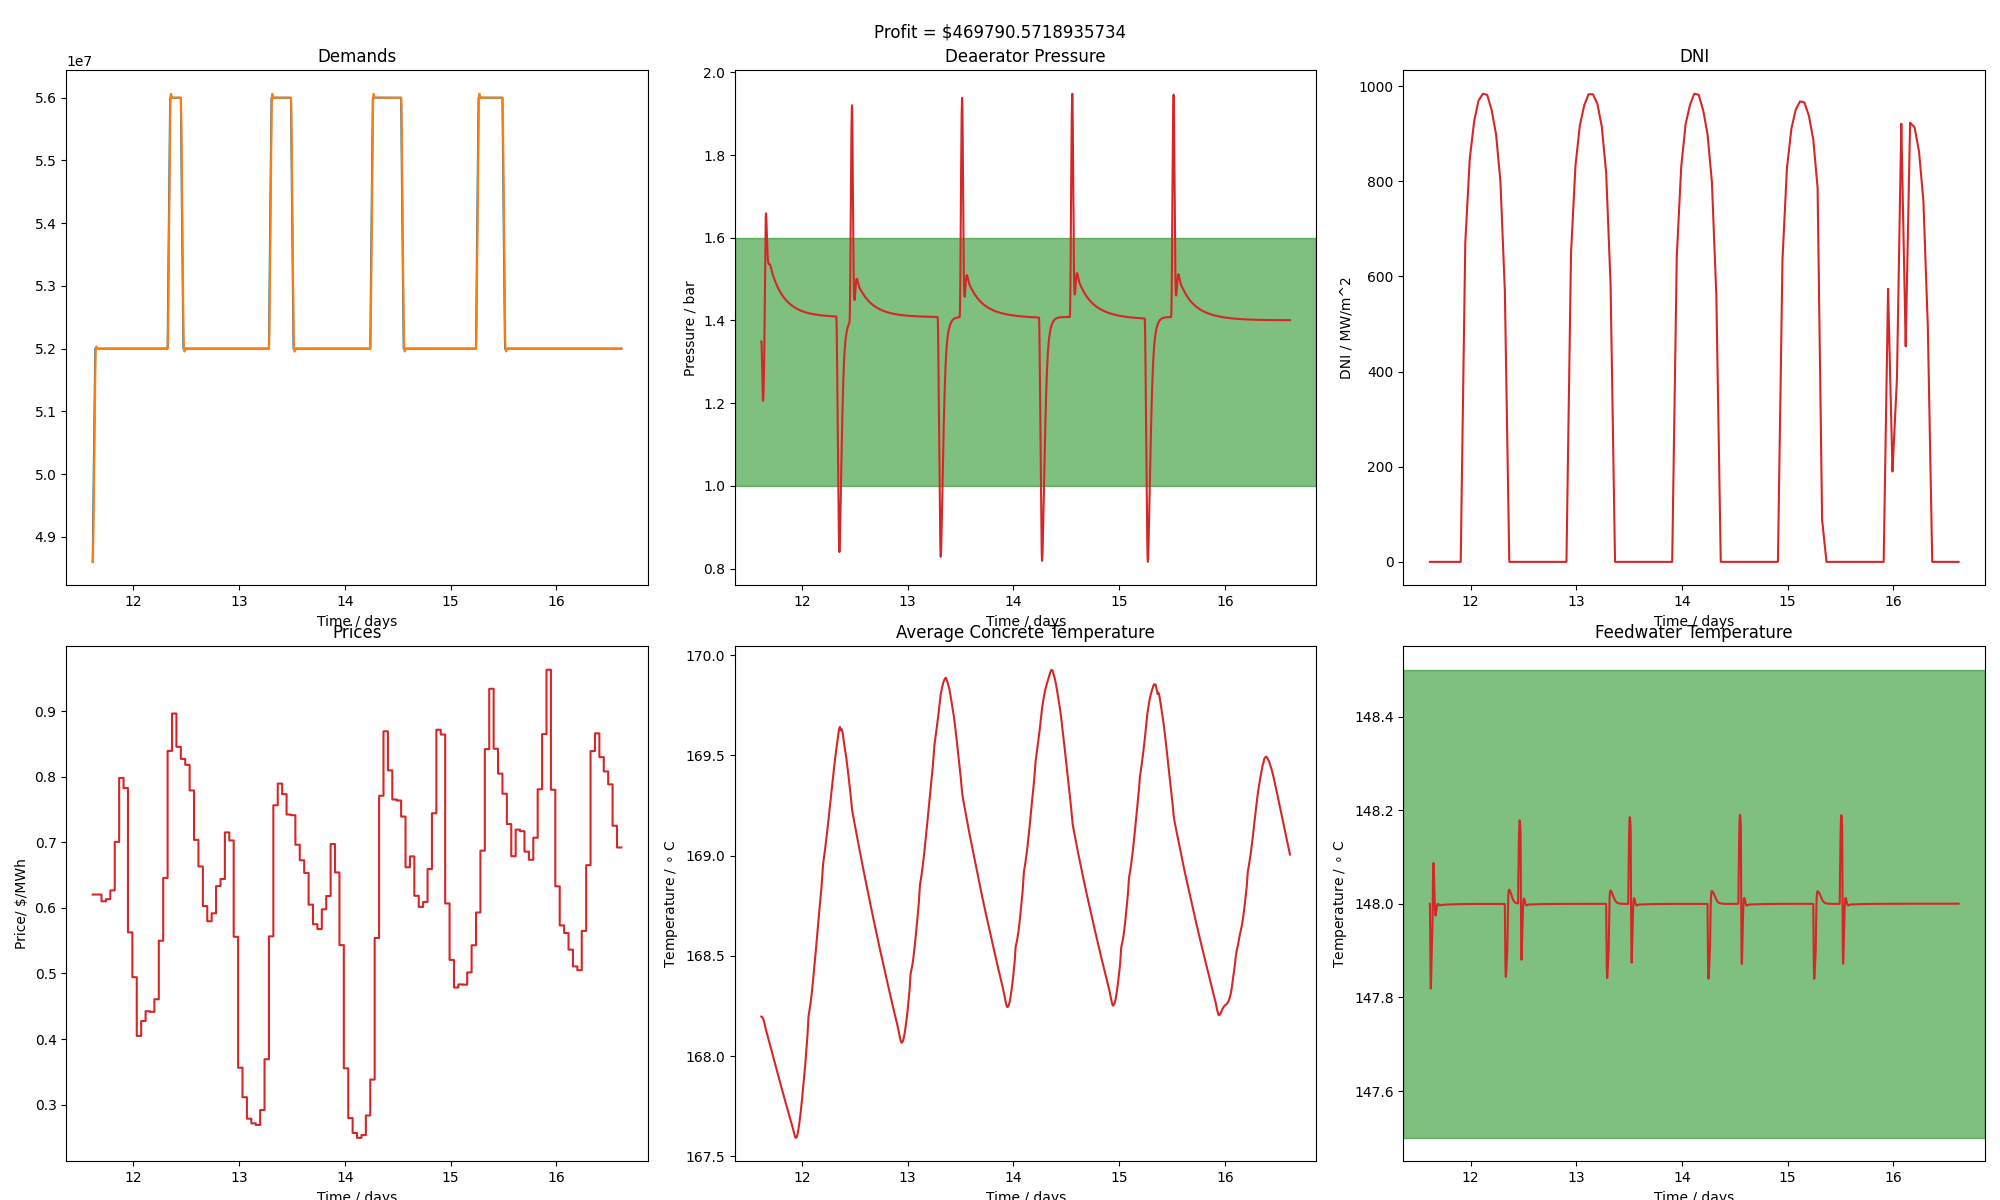 Profit = $469790.5718935734
Demands
1e7
5.6
5.5
5.4
5.3
5.2
5.1
5.0
4.9
12 13 14 15 16
Time / days
Deaerator Pressure
Pressure / bar
2.0
1.8
1.6
1.4
1.2
1.0
0.8
12 13 14 15 16
Time / days
DNI
DNI / MW/m^2
1000
800
600
400
200
0
12 13 14 15 16
Time / days
Prices
Price/ $/MWh
0.9
0.8
0.7
0.6
0.5
0.4
0.3
12 13 14 15 16
Time / days
Average Concrete Temperature
Temperature / ∘ C
170.0
169.5
169.0
168.5
168.0
167.5
12 13 14 15 16
Time / days
Feedwater Temperature
Temperature / ∘ C
148.4
148.2
148.0
147.8
147.6
12 13 14 15 16
Time / days